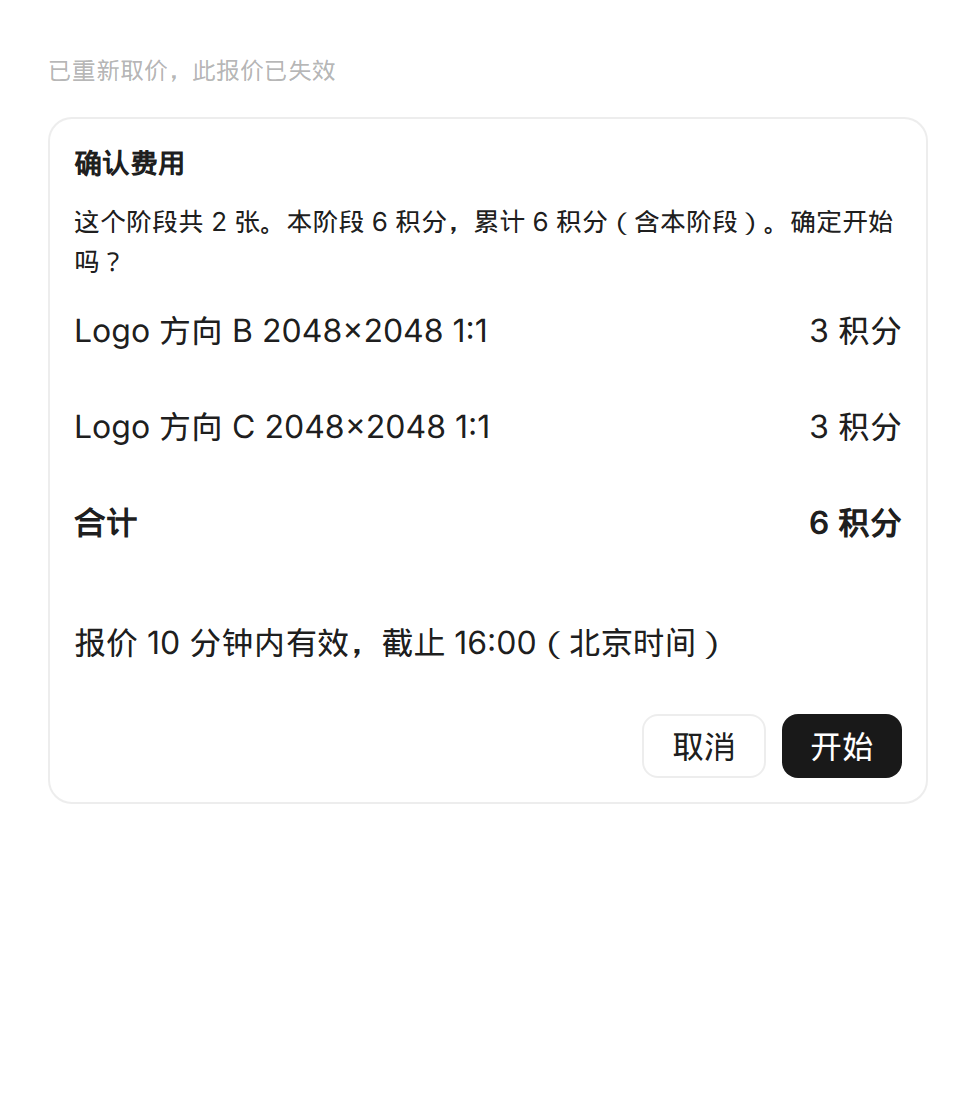 已重新取价，此报价已失效
确认费用
这个阶段共 2 张。本阶段 6 积分，累计 6 积分（含本阶段）。确定开始
吗？
Logo 方向 B 2048×2048 1:1 3 积分
Logo 方向 C 2048×2048 1:1 3 积分
合计 6 积分
报价 10 分钟内有效，截止 16:00（北京时间）
取消 开始